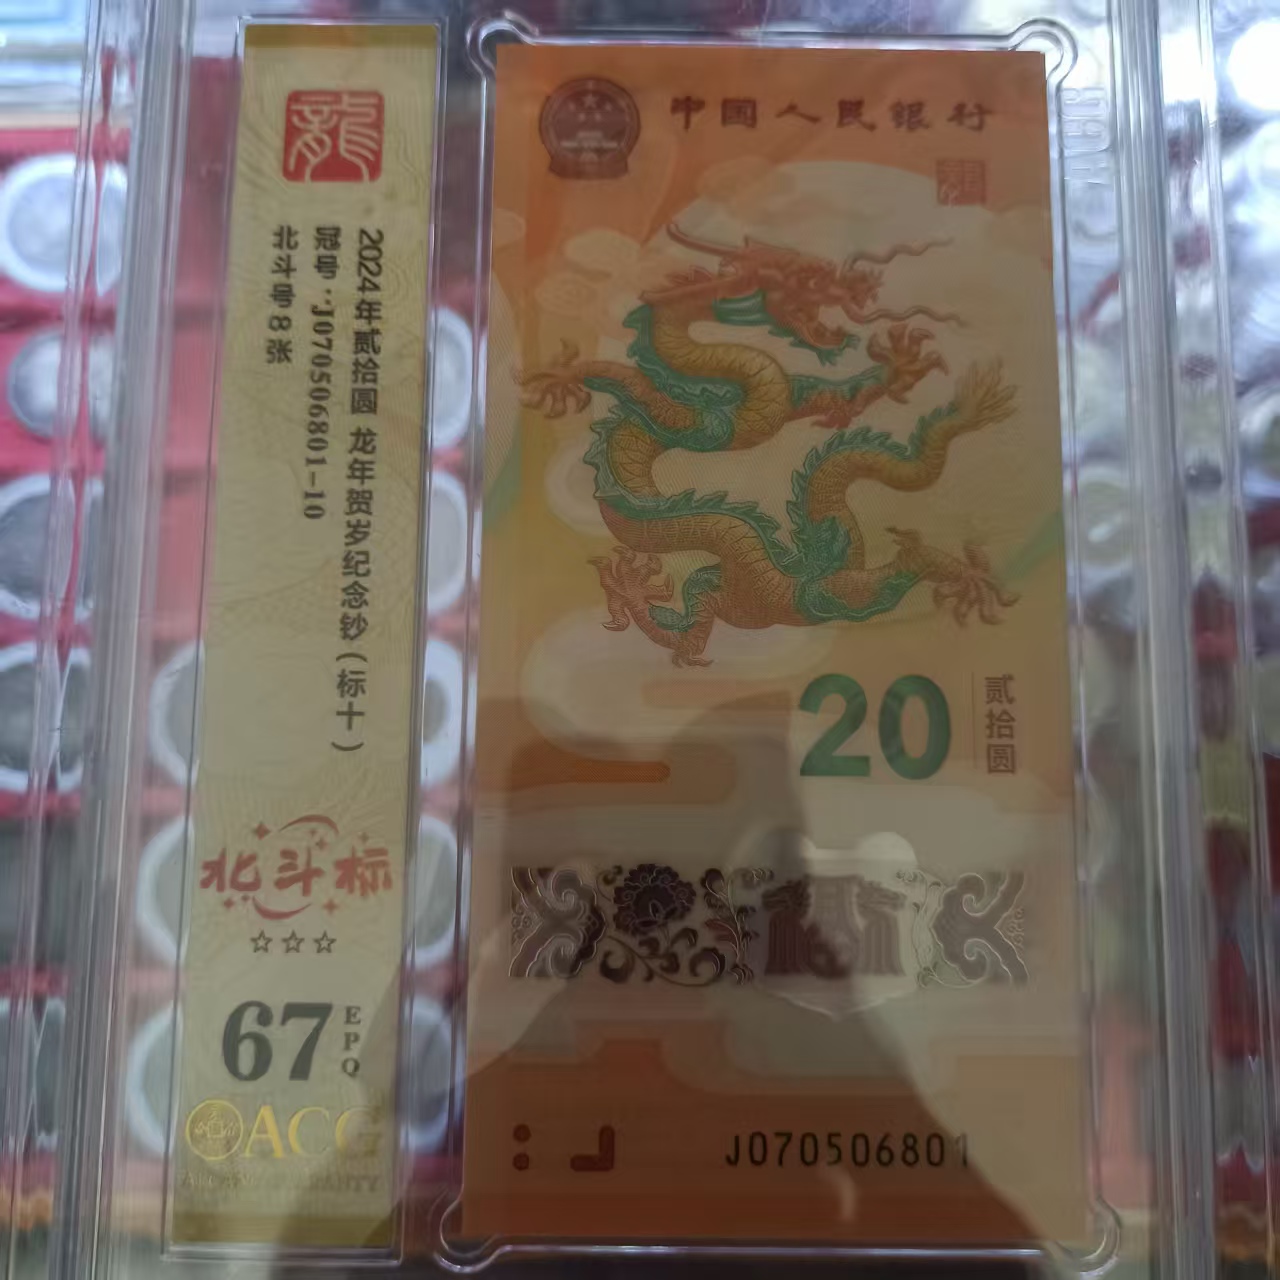 龍
2024年贰拾圆 龙年贺岁纪念钞(标十)
冠号:J070506801-10
北斗号8张
北斗标
☆☆☆
67 EPQ
ACG
中国人民银行
20
贰拾圆
J070506801